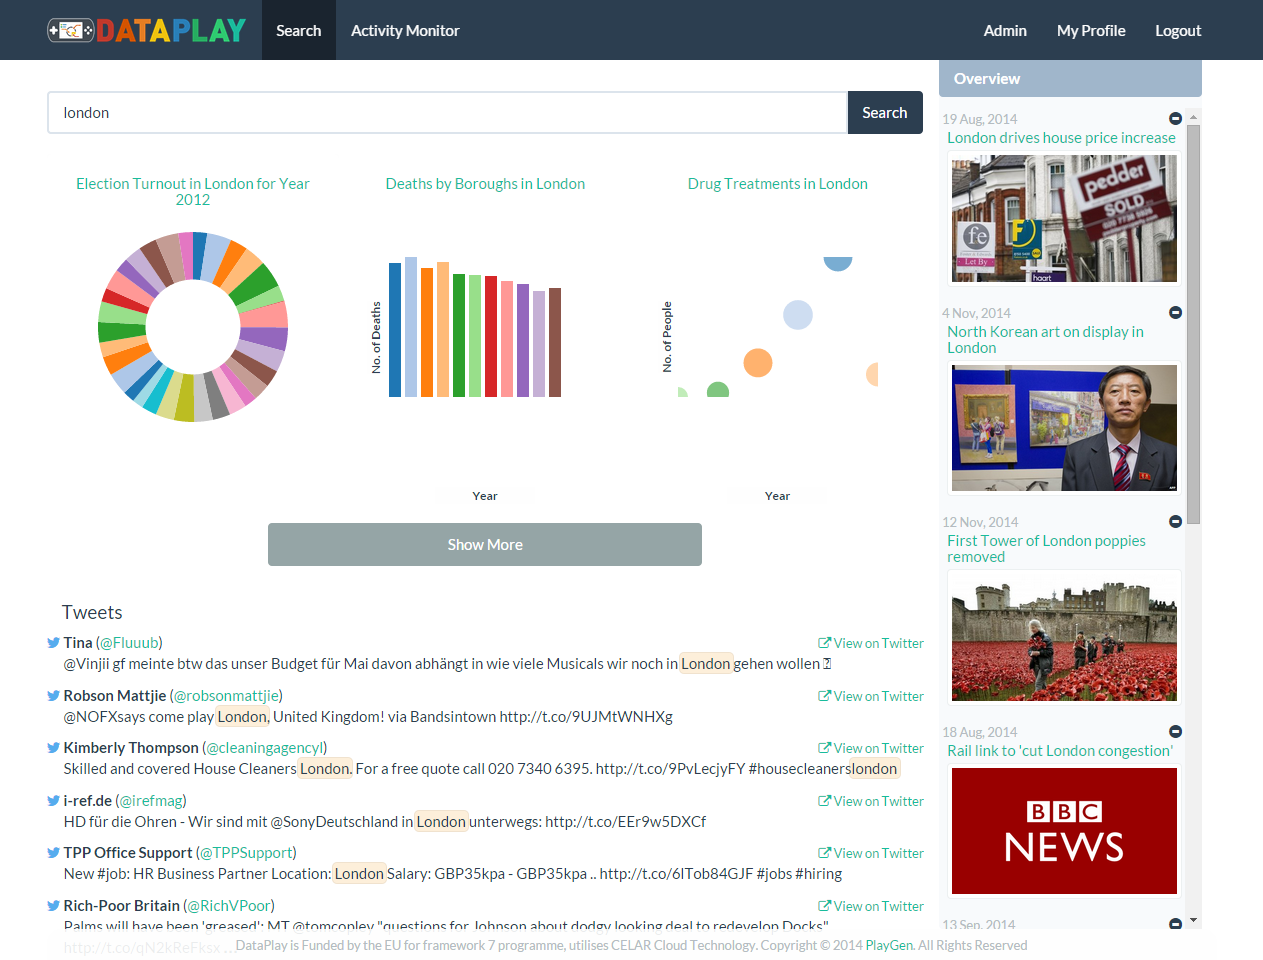 DATAPLAY Search Activity Monitor Admin My Profile Logout
london Search
Election Turnout in London for Year
2012
Deaths by Boroughs in London
No. of Deaths
Year
Drug Treatments in London
No. of People
Year
Show More
Tweets
Tina (@Fluuub) View on Twitter
@Vinjii gf meinte btw das unser Budget für Mai davon abhängt in wie viele Musicals wir noch in London gehen wollen
Robson Mattjie (@robsonmattjie) View on Twitter
@NOFXsays come play London, United Kingdom! via Bandsintown http://t.co/9UJMtWNHXg
Kimberly Thompson (@cleaningagencyl) View on Twitter
Skilled and covered House Cleaners London. For a free quote call 020 7340 6395. http://t.co/9PvLecjyFY #housecleanerslondon
i-ref.de (@irefmag) View on Twitter
HD für die Ohren - Wir sind mit @SonyDeutschland in London unterwegs: http://t.co/EEr9w5DXCf
TPP Office Support (@TPPSupport) View on Twitter
New #job: HR Business Partner Location: London Salary: GBP35kpa - GBP35kpa .. http://t.co/6lTob84GJF #jobs #hiring
Rich-Poor Britain (@RichVPoor) View on Twitter
Palms will have been 'greased': MT @tomcopley "questions for Johnson about dodgy looking deal to redevelop Docks"
http://t.co/qN2kReFksx ...
Overview
19 Aug, 2014
London drives house price increase
fe
Let By
F
haart
pedder
SOLD
4 Nov, 2014
North Korean art on display in
London
12 Nov, 2014
First Tower of London poppies
removed
18 Aug, 2014
Rail link to 'cut London congestion'
BBC
NEWS
13 Sep, 2014
DataPlay is Funded by the EU for framework 7 programme, utilises CELAR Cloud Technology. Copyright © 2014 PlayGen. All Rights Reserved